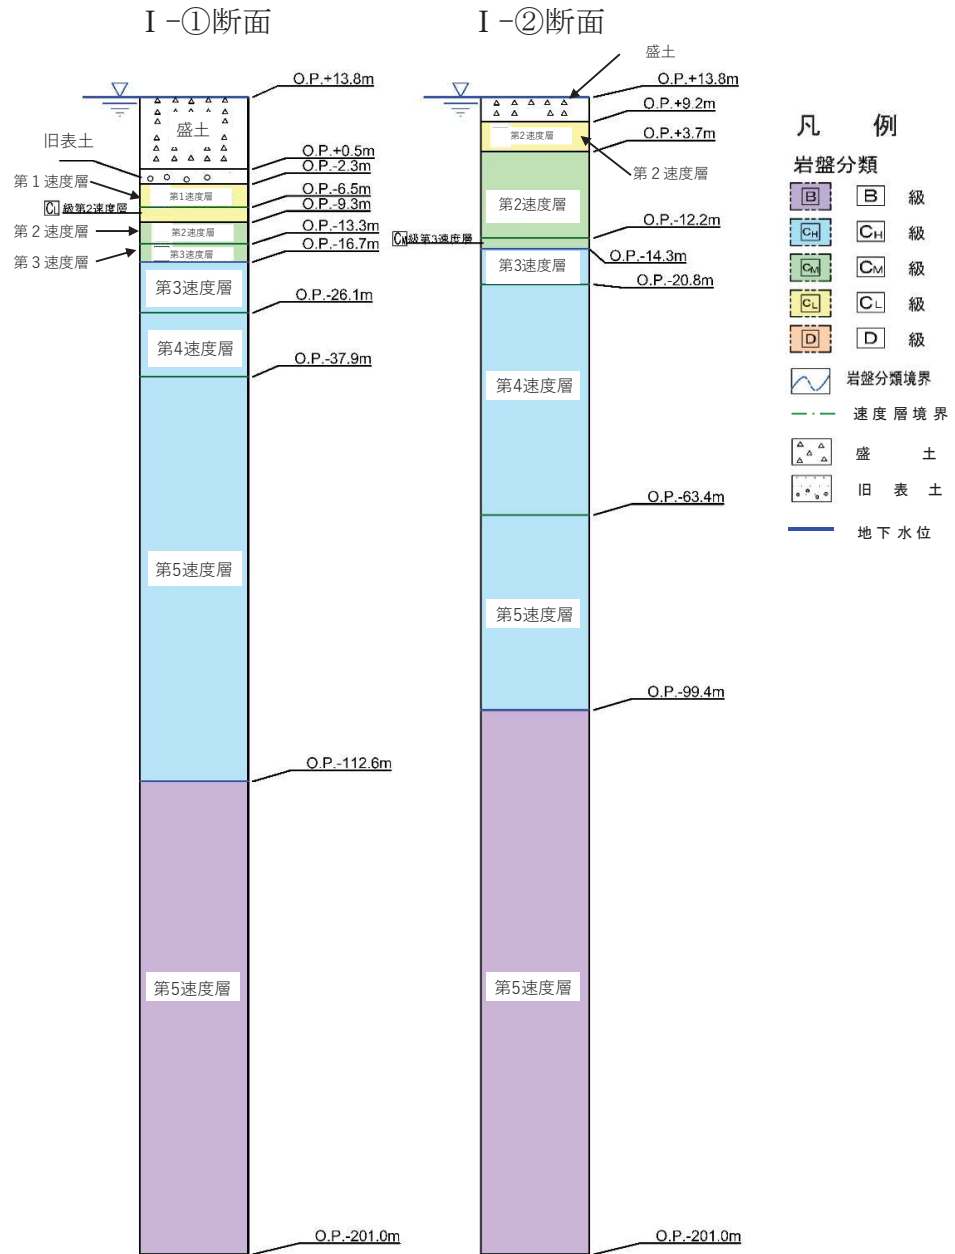 Ⅰ-①断面
O.P.+13.8m
盛土
旧表土
O.P.+0.5m
O.P.-2.3m
第１速度層
第1速度層
O.P.-6.5m
CL級第2速度層
O.P.-9.3m
第２速度層
第2速度層
O.P.-13.3m
第３速度層
第3速度層
O.P.-16.7m
第3速度層
O.P.-26.1m
第4速度層
O.P.-37.9m
第5速度層
O.P.-112.6m
第5速度層
O.P.-201.0m
Ⅰ-②断面
盛土
O.P.+13.8m
O.P.+9.2m
第2速度層
O.P.+3.7m
第２速度層
第2速度層
O.P.-12.2m
CM級第3速度層
O.P.-14.3m
第3速度層
O.P.-20.8m
第4速度層
O.P.-63.4m
第5速度層
O.P.-99.4m
第5速度層
O.P.-201.0m
凡 例
岩盤分類
B B 級
CH CH 級
CM CM 級
CL CL 級
D D 級
岩盤分類境界
速度層境界
盛 土
旧 表 土
地下水位